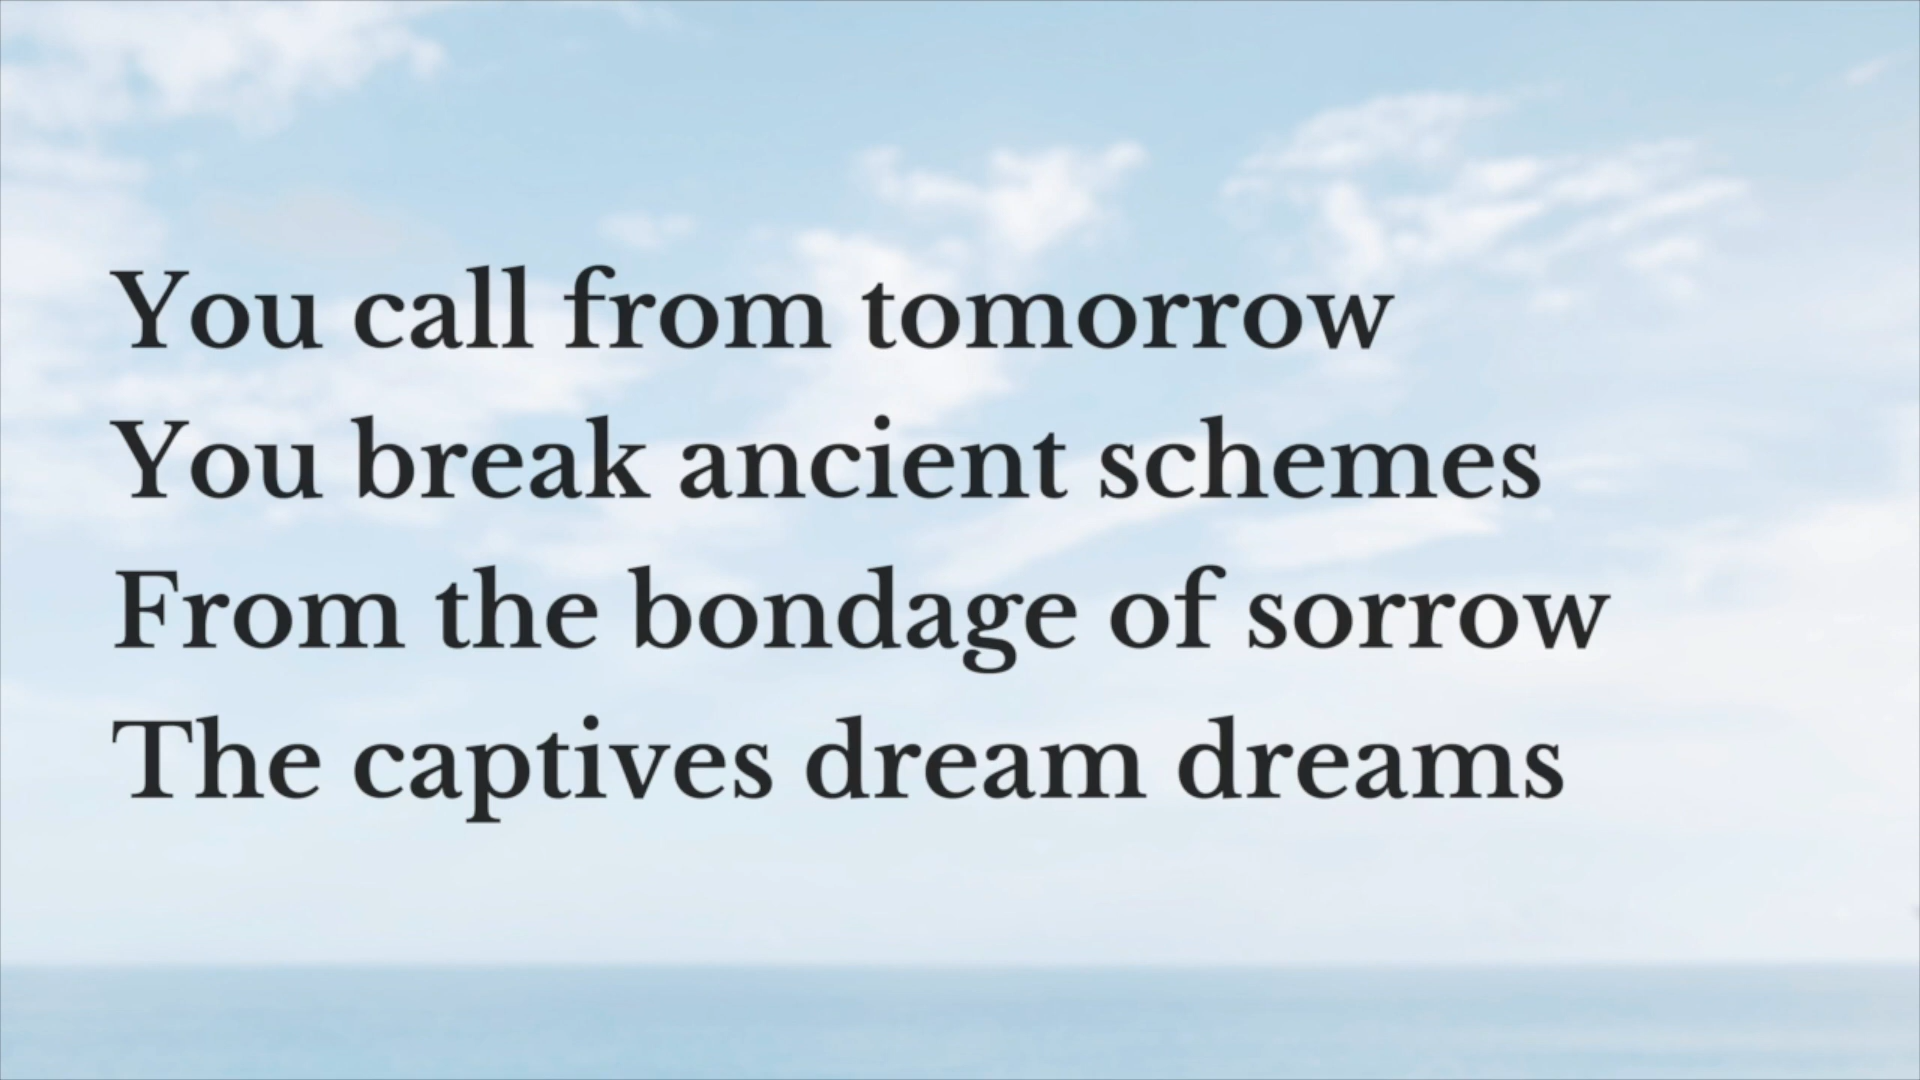 You call from tomorrow
You break ancient schemes
From the bondage of sorrow
The captives dream dreams